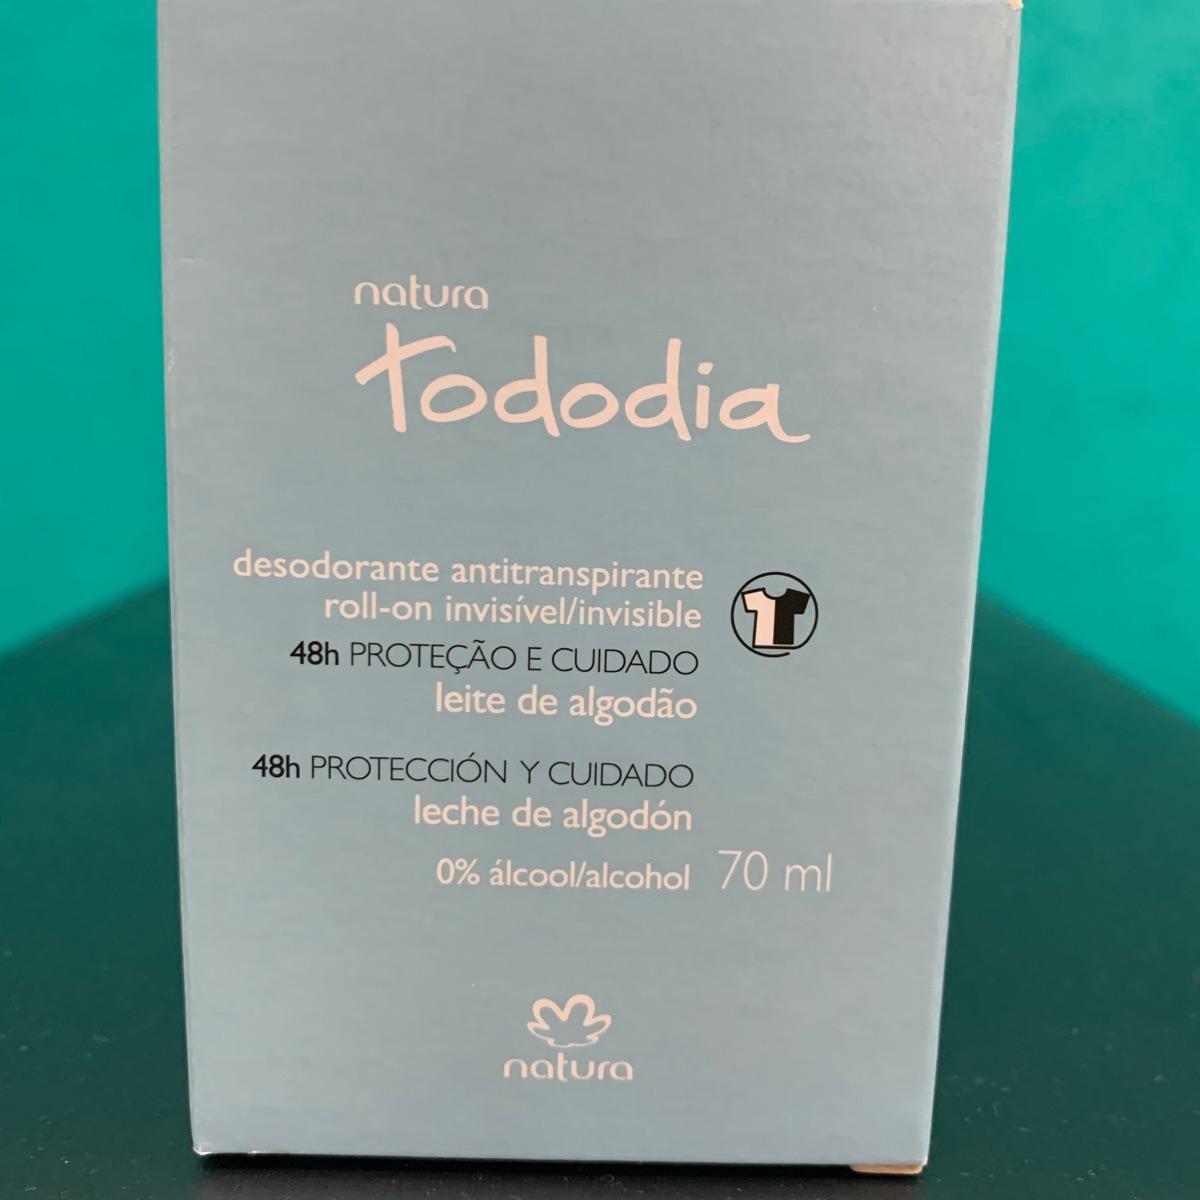 natura
Tododia
desodorante antitranspirante
roll-on invisível/invisible
48h PROTEÇÃO E CUIDADO
leite de algodão
48h PROTECCIÓN Y CUIDADO
leche de algodón
0% álcool/alcohol 70 ml
natura